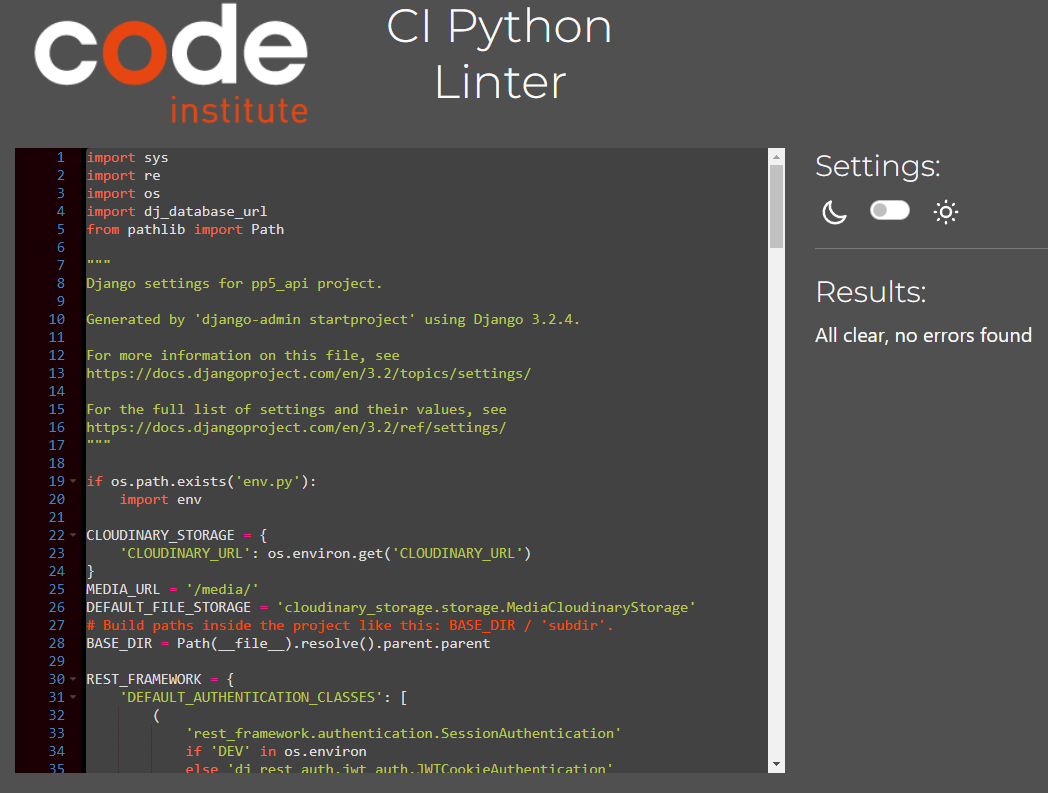 code
institute
CI Python
Linter
1 import sys
2 import re
3 import os
4 import dj_database_url
5 from pathlib import Path
6
7 """
8 Django settings for pp5_api project.
9
10 Generated by 'django-admin startproject' using Django 3.2.4.
11
12 For more information on this file, see
13 https://docs.djangoproject.com/en/3.2/topics/settings/
14
15 For the full list of settings and their values, see
16 https://docs.djangoproject.com/en/3.2/ref/settings/
17 """
18
19 if os.path.exists('env.py'):
20     import env
21
22 CLOUDINARY_STORAGE = {
23     'CLOUDINARY_URL': os.environ.get('CLOUDINARY_URL')
24 }
25 MEDIA_URL = '/media/'
26 DEFAULT_FILE_STORAGE = 'cloudinary_storage.storage.MediaCloudinaryStorage'
27 # Build paths inside the project like this: BASE_DIR / 'subdir'.
28 BASE_DIR = Path(__file__).resolve().parent.parent
29
30 REST_FRAMEWORK = {
31     'DEFAULT_AUTHENTICATION_CLASSES': [
32         (
33             'rest_framework.authentication.SessionAuthentication'
34             if 'DEV' in os.environ
35             else 'dj_rest_auth.jwt_auth.JWTCookieAuthentication'
Settings:
Results:
All clear, no errors found